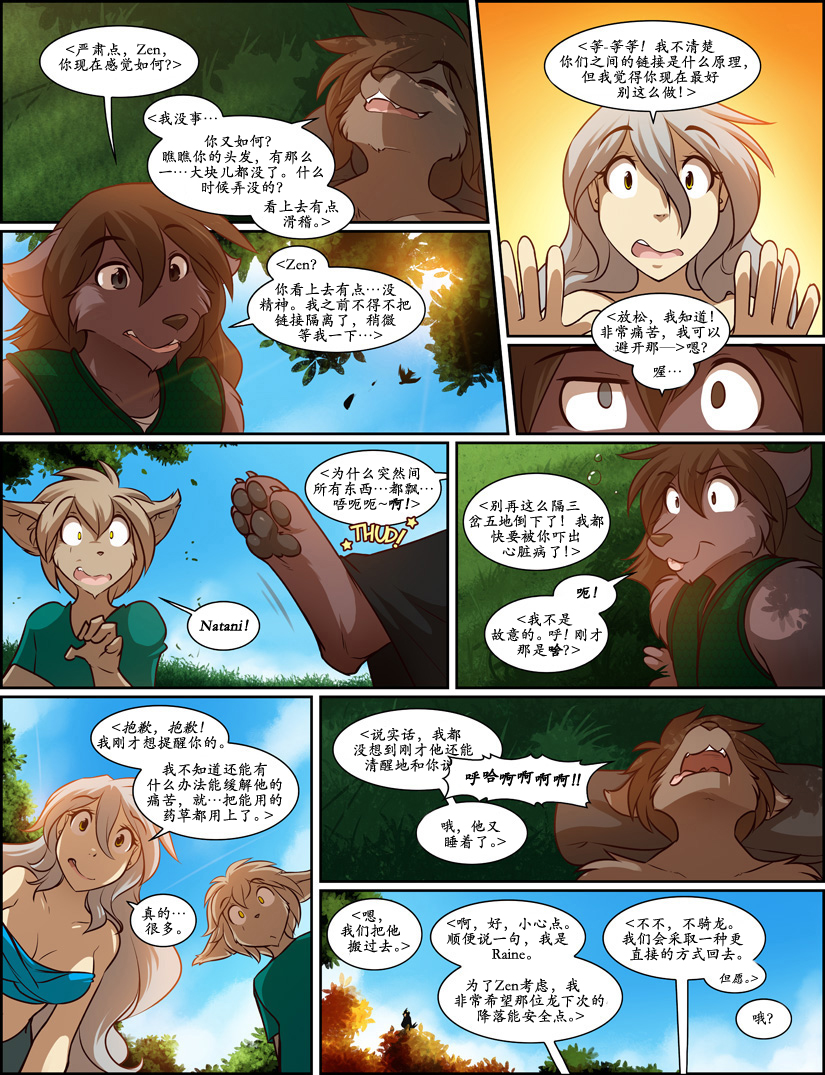 <严肃点，Zen，
你现在感觉如何?>
<我没事…
你又如何?
瞧瞧你的头发，有那么
一…大块儿都没了。什么
时候弄没的?
看上去有点
滑稽。>
<等-等等！我不清楚
你们之间的链接是什么原理，
但我觉得你现在最好
别这么做！>
<Zen?
你看上去有点…没
精神。我之前不得不把
链接隔离了，稍微
等我一下…>
<放松，我知道！
非常痛苦，我可以
避开那—>嗯?
喔…
<为什么突然间
所有东西…都飘…
唔呃呃~啊!>
THUD!
Natani!
<别再这么隔三
岔五地倒下了！我都
快要被你吓出
心脏病了!>
呃!
<我不是
故意的。呼！刚才
那是啥?>
<抱歉，抱歉!
我刚才想提醒你的。
我不知道还能有
什么办法能缓解他的
痛苦，就…把能用的
药草都用上了。>
真的…
很多。
<说实话，我都
没想到刚才他还能
清醒地和你说
呼哈啊啊啊啊!!
哦，他又
睡着了。>
<嗯，
我们把他
搬过去。>
<啊，好，小心点。
顺便说一句，我是
Raine。
为了Zen考虑，我
非常希望那位龙下次的
降落能安全点。>
<不不，不骑龙。
我们会采取一种更
直接的方式回去。
但愿。>
哦?